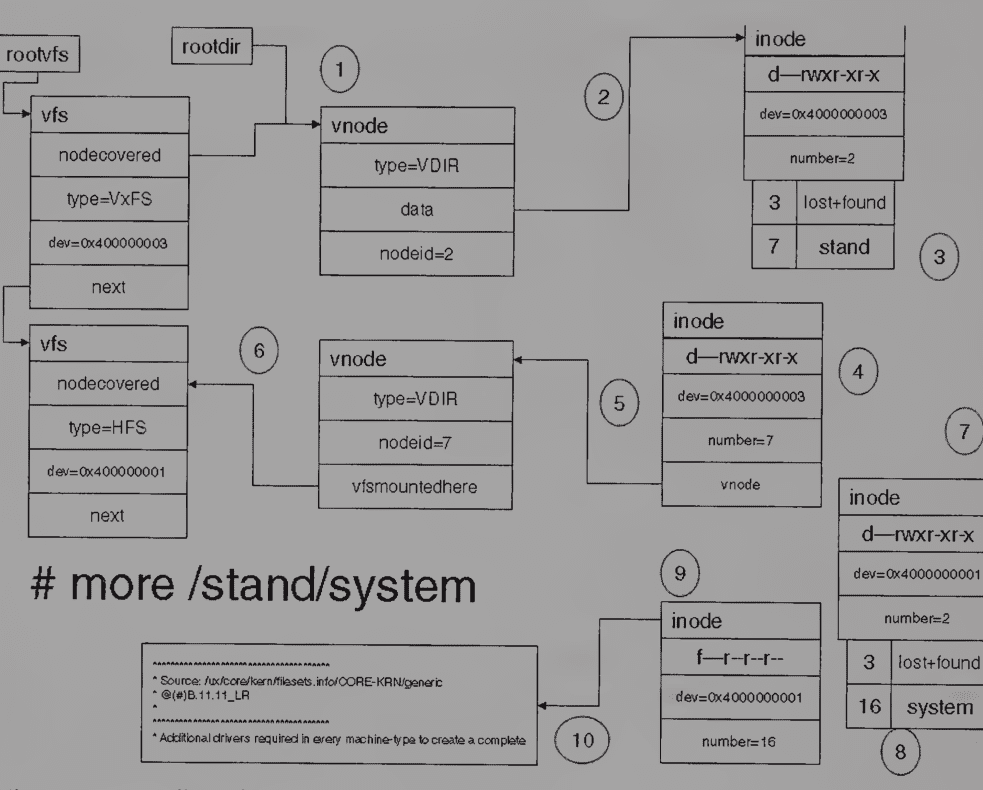 rootvfs
rootdir
1
vfs
nodecovered
type=VxFS
dev=0x400000003
next
vnode
type=VDIR
data
nodeid=2
2
inode
d—rwxr-xr-x
dev=0x4000000003
number=2
3 lost+found
7 stand
3
vfs
nodecovered
type=HFS
dev=0x400000001
next
6
vnode
type=VDIR
nodeid=7
vfsmountedhere
5
inode
d—rwxr-xr-x
dev=0x4000000003
number=7
vnode
4
7
inode
d—rwxr-xr-x
dev=0x4000000001
number=2
3 lost+found
16 system
8
# more /stand/system
9
inode
f—r--r--r--
dev=0x4000000001
number=16
10
* Source: /ux/core/kern/filesets.info/CORE-KRN/generic
* @(#)B.11.11_LR
*
* Additional drivers required in every machine-type to create a complete